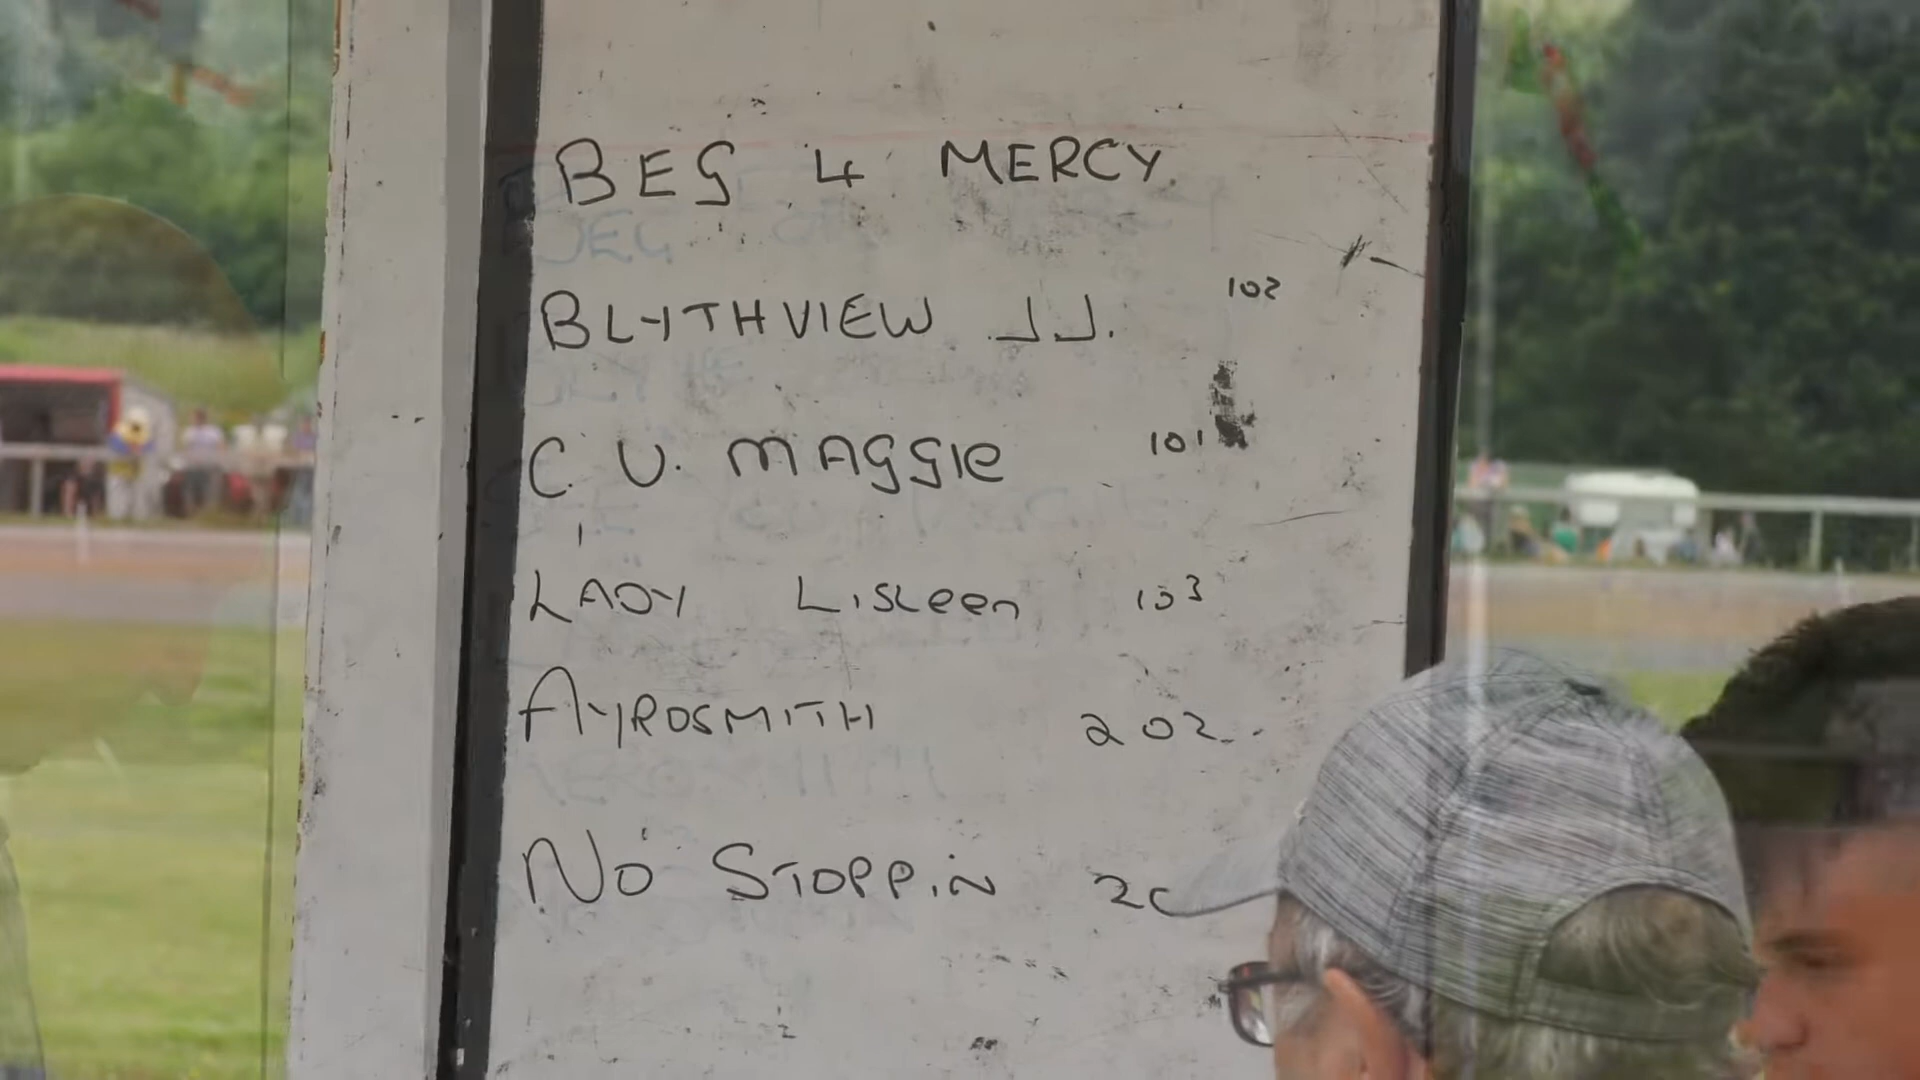 BEG 4 MERCY
BLYTHVIEW JJ. 102
C.V. MAGGIE 101
LADY LISLEEN 103
AYROSMITH 202.
NO STOPPIN